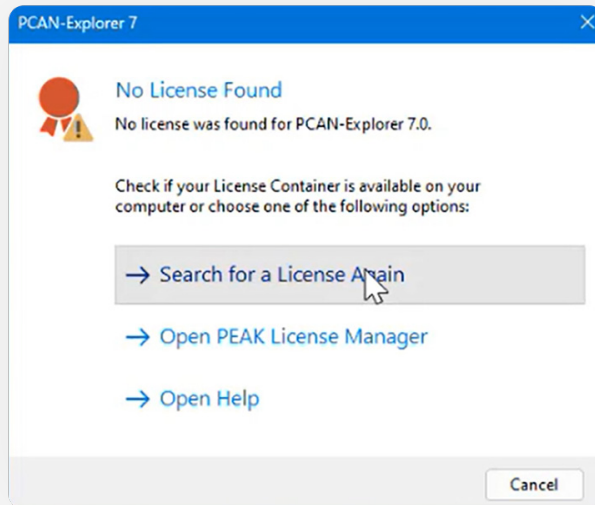 PCAN-Explorer 7
No License Found
No license was found for PCAN-Explorer 7.0.
Check if your License Container is available on your
computer or choose one of the following options:
Search for a License Again
Open PEAK License Manager
Open Help
Cancel